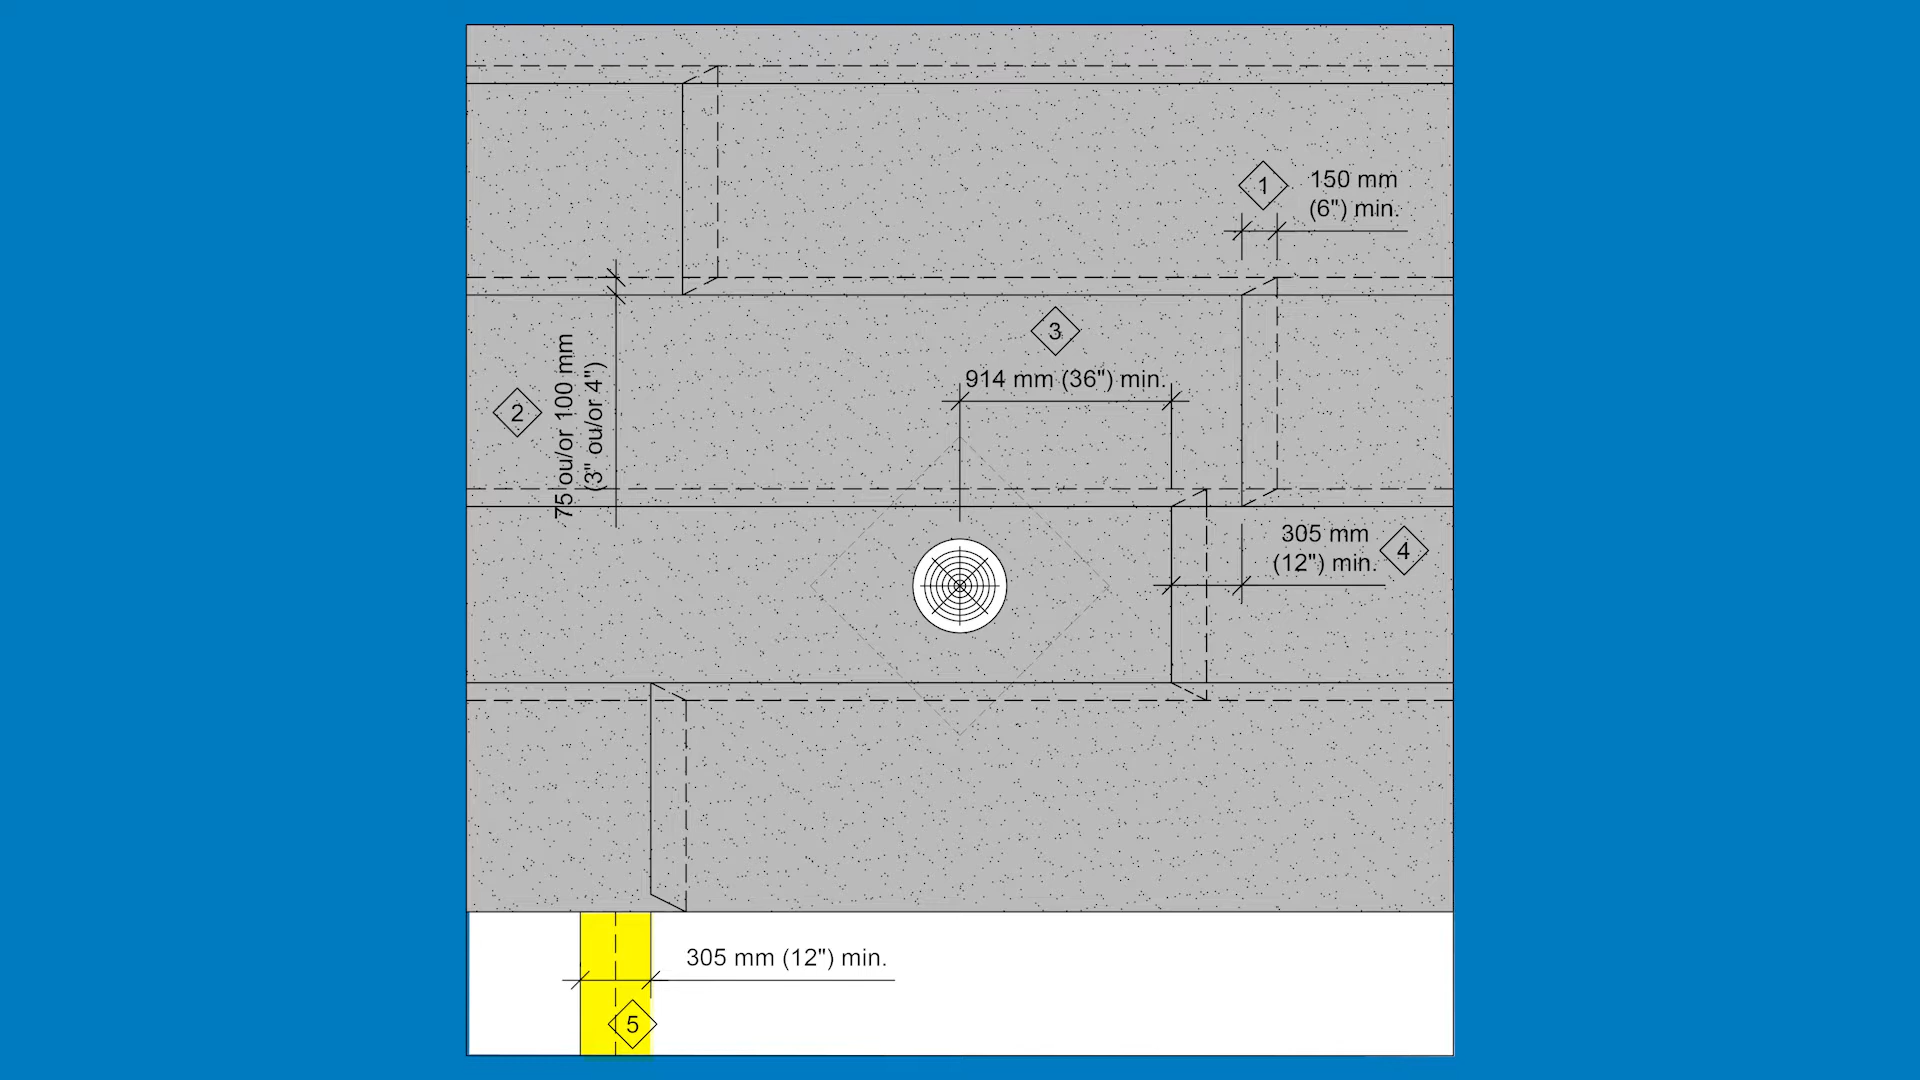 1
150 mm
(6") min.
3
914 mm (36") min.
2
75 ou/or 100 mm
(3" ou/or 4")
305 mm
(12") min.
4
305 mm (12") min.
5